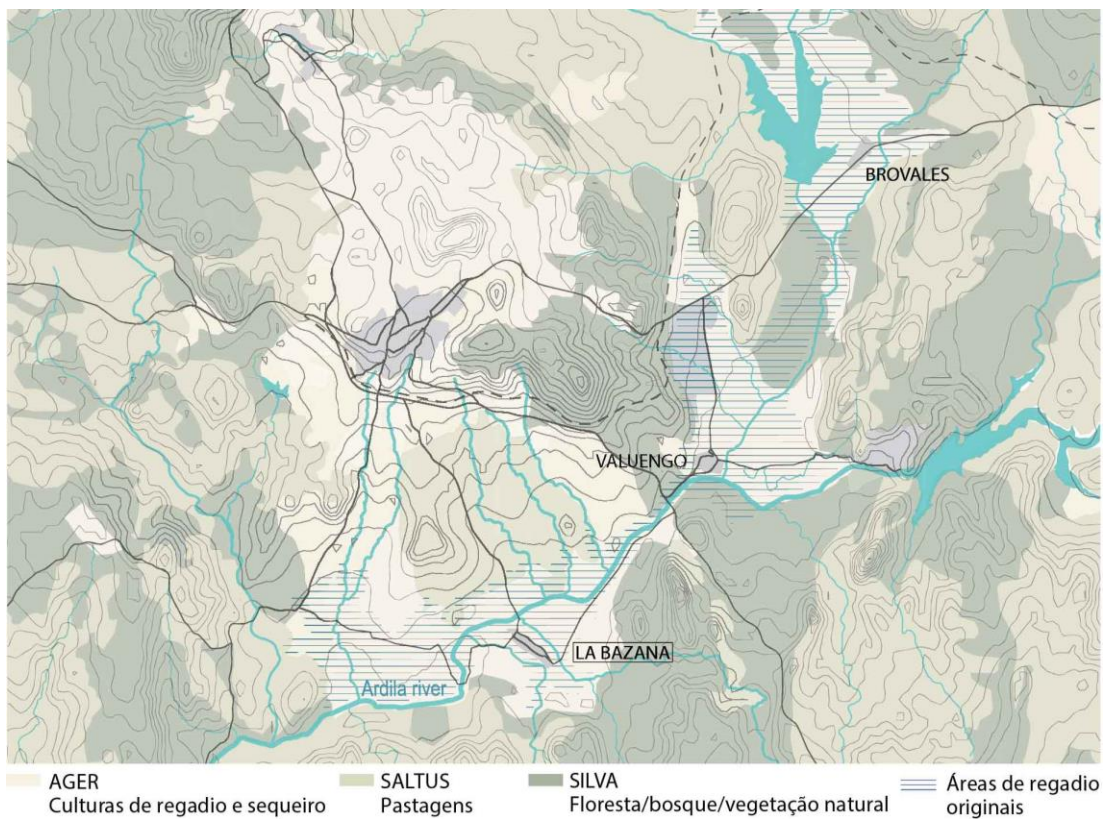 BROVALES
VALUENGO
LA BAZANA
Ardila river
AGER
Culturas de regadio e sequeiro
SALTUS
Pastagens
SILVA
Floresta/bosque/vegetação natural
Áreas de regadio
originais